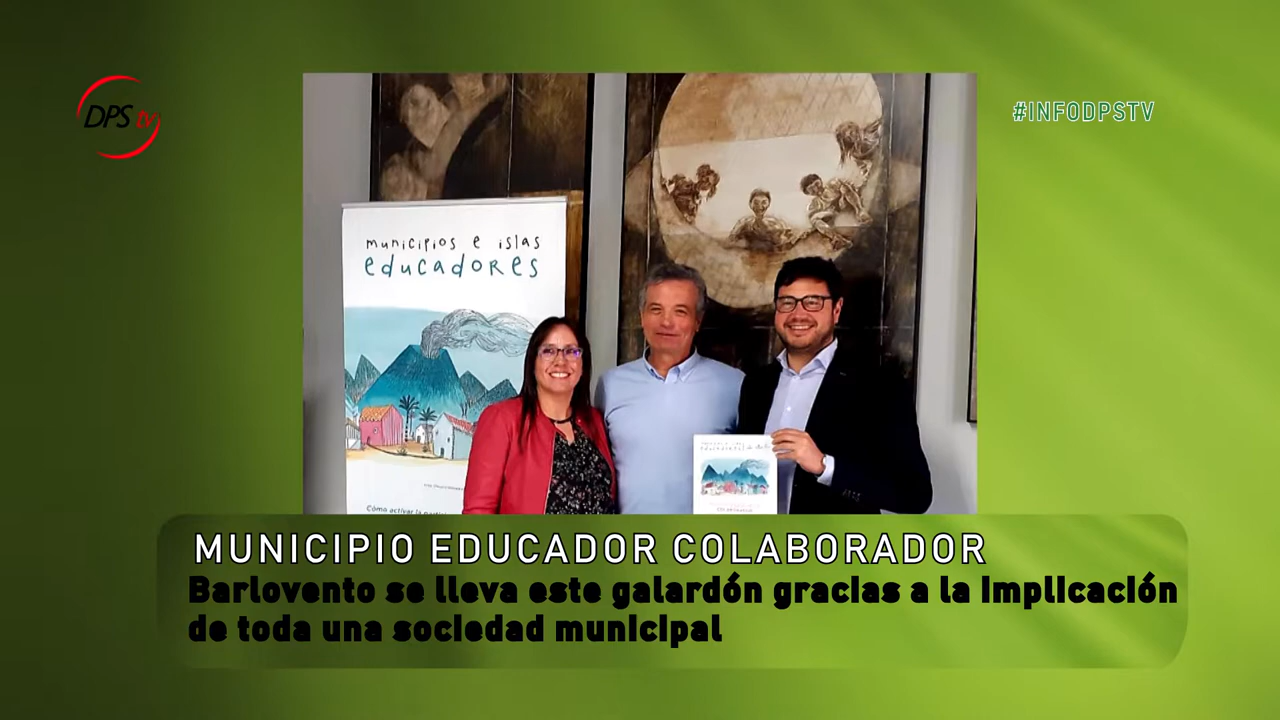 DPS tv
#INFODPSTV
municipios e islas
educadores
Cómo activar la
educadores
MUNICIPIO EDUCADOR COLABORADOR
Barlovento se lleva este galardón gracias a la implicación
de toda una sociedad municipal